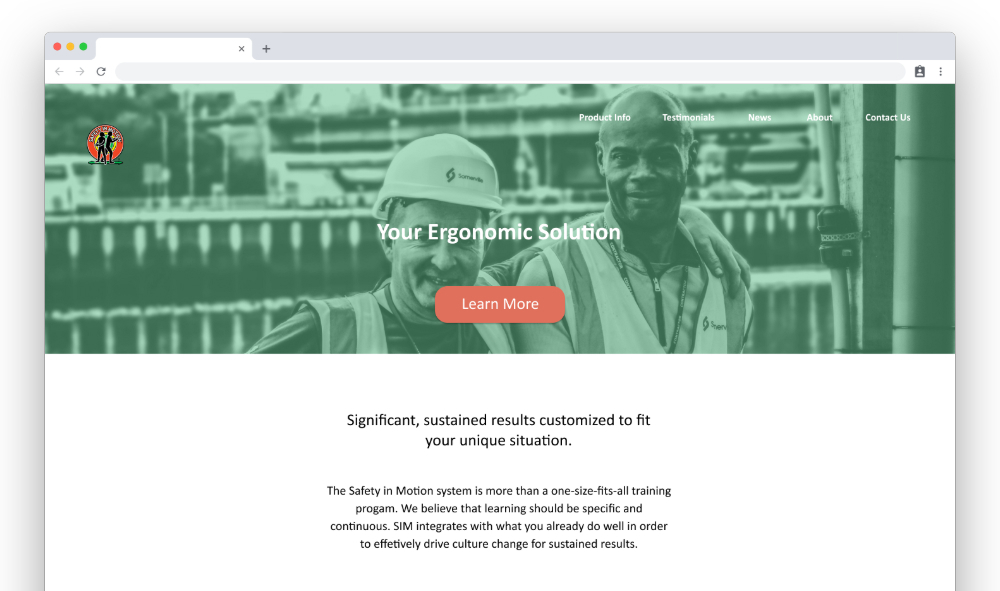 Product Info Testimonials News About Contact Us
Somerville
Your Ergonomic Solution
Learn More
Significant, sustained results customized to fit
your unique situation.
The Safety in Motion system is more than a one-size-fits-all training
progam. We believe that learning should be specific and
continuous. SIM integrates with what you already do well in order
to effetively drive culture change for sustained results.